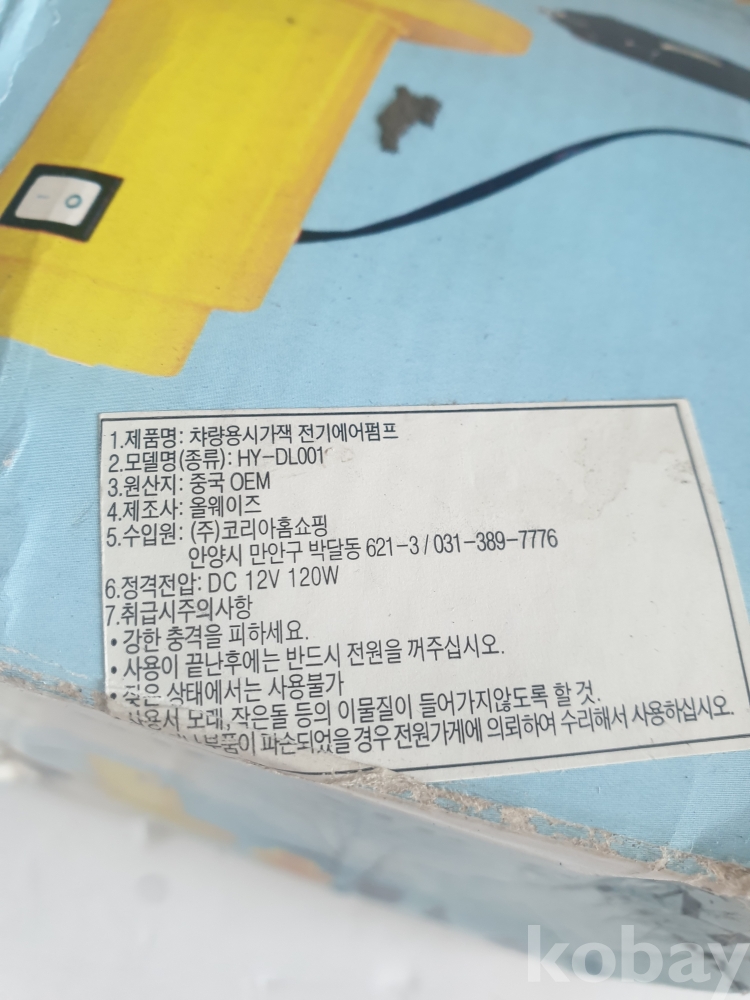 1.제품명: 챠량용시가잭 전기에어펌프
2.모델명(종류): HY-DL001
3.원산지: 중국 OEM
4.제조사: 올웨이즈
5.수입원: (주)코리아홈쇼핑
안양시 만안구 박달동 621-3 / 031-389-7776
6.정격전압: DC 12V 120W
7.취급시주의사항
• 강한 충격을 피하세요.
• 사용이 끝난후에는 반드시 전원을 꺼주십시오.
• 젖은 상태에서는 사용불가
사용시 모래,작은돌 등의 이물질이 들어가지않도록 할 것.
부품이 파손되었을 경우 전원가게에 의뢰하여 수리해서 사용하십시오.
kobay